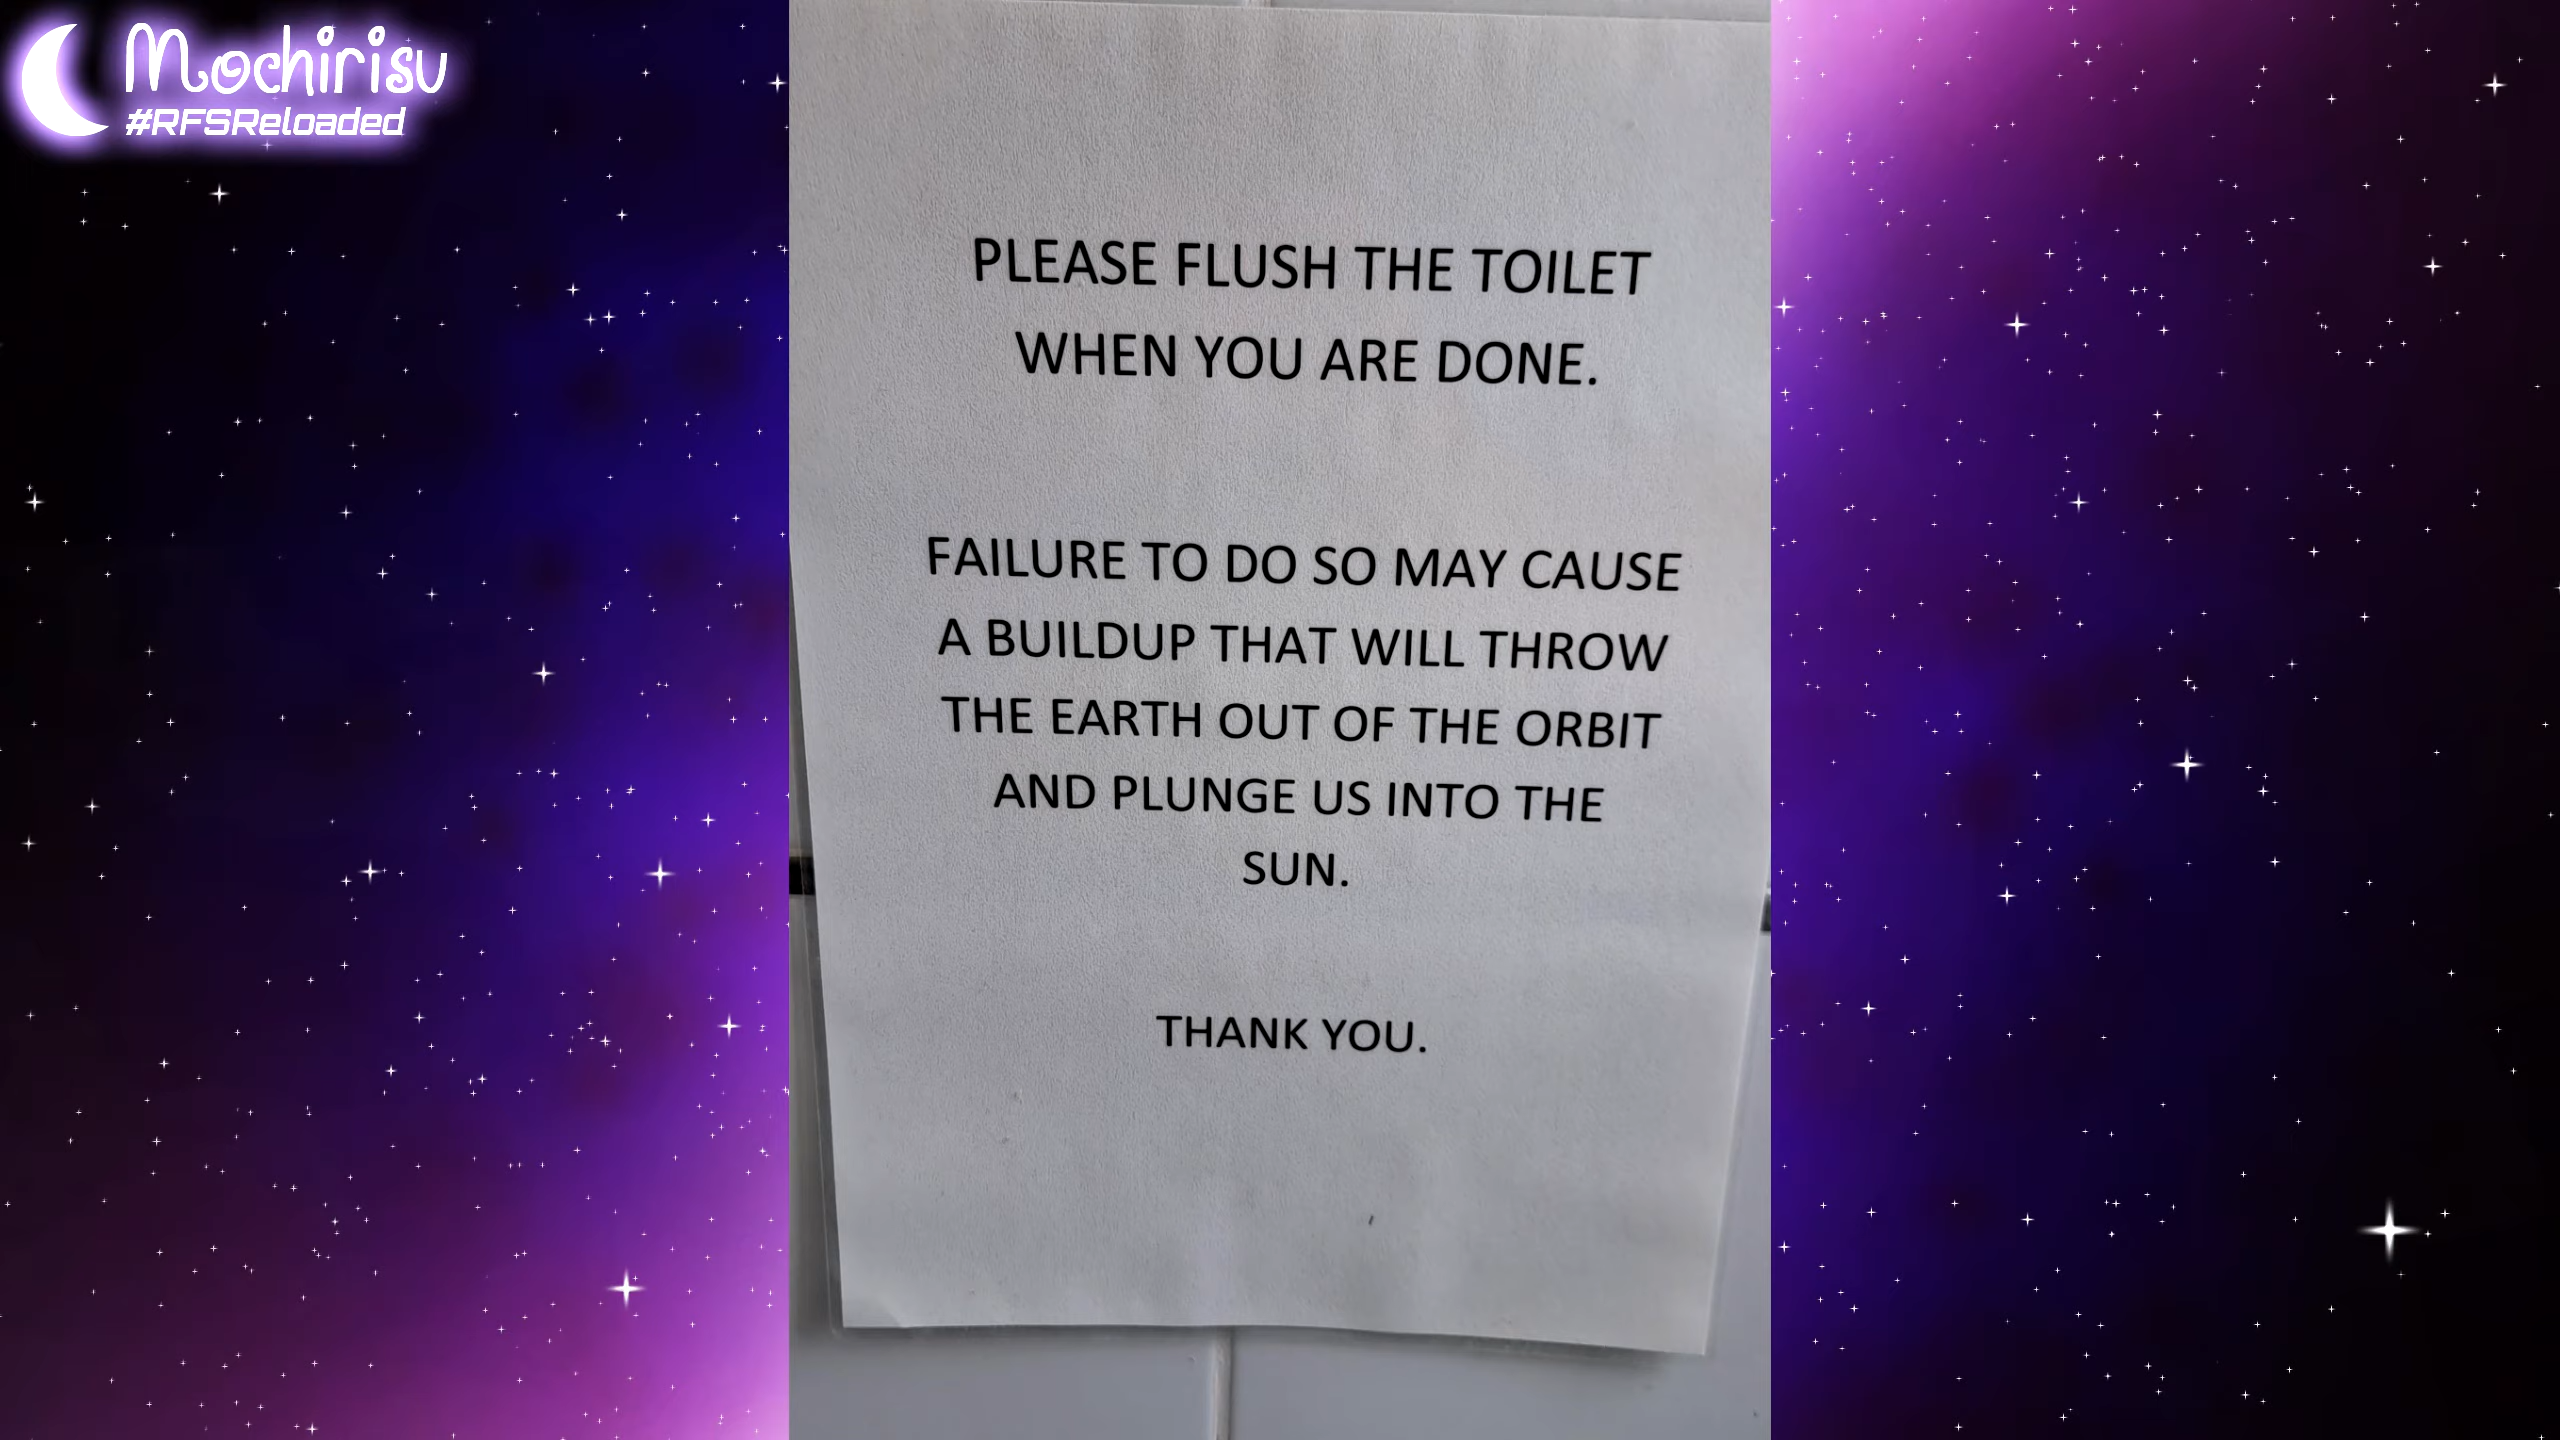 Mochirisu
#RFSReloaded
PLEASE FLUSH THE TOILET
WHEN YOU ARE DONE.
FAILURE TO DO SO MAY CAUSE
A BUILDUP THAT WILL THROW
THE EARTH OUT OF THE ORBIT
AND PLUNGE US INTO THE
SUN.
THANK YOU.